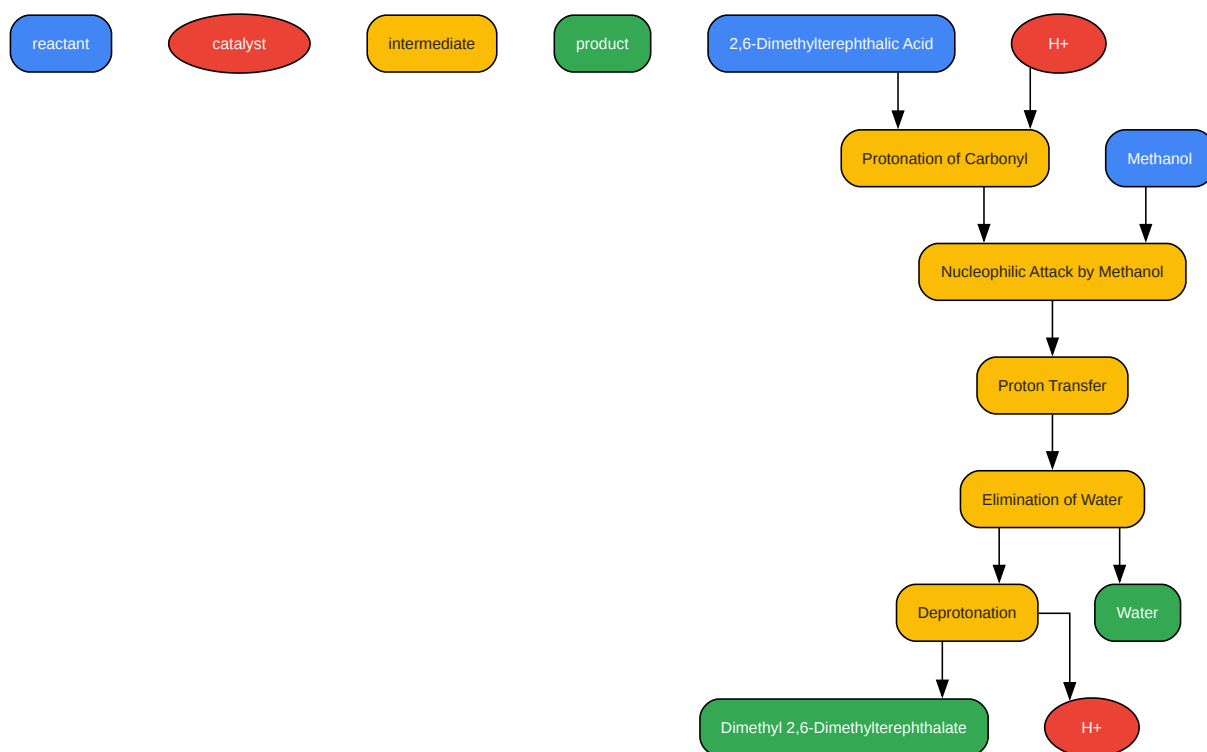 reactant
catalyst
intermediate
product
2,6-Dimethylterephthalic Acid
H+
Protonation of Carbonyl
Methanol
Nucleophilic Attack by Methanol
Proton Transfer
Elimination of Water
Deprotonation
Water
Dimethyl 2,6-Dimethylterephthalate
H+